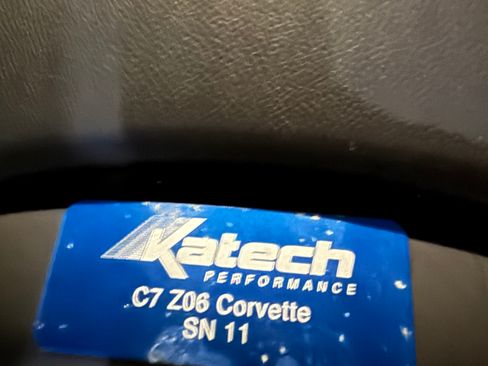 Katech
PERFORMANCE
C7 Z06 Corvette
SN 11